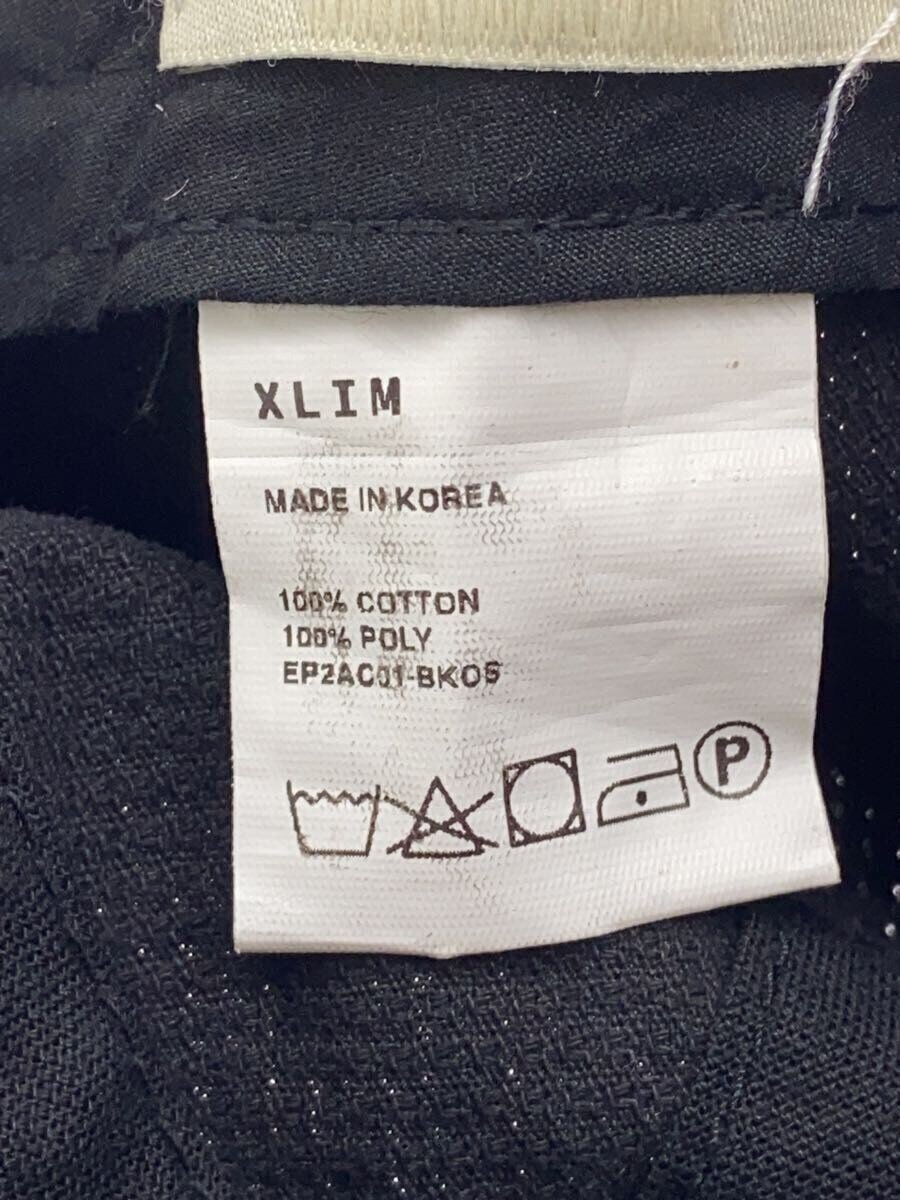 XLIM
MADE IN KOREA
100% COTTON
100% POLY
EP2AC01-BK05
P